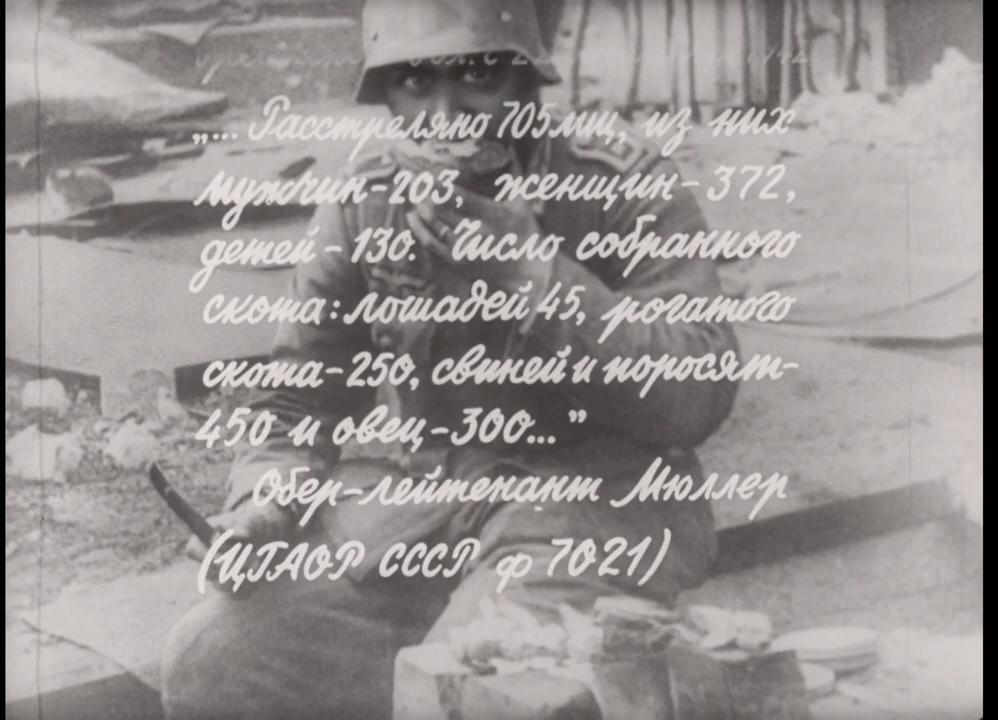 „... Расстреляно 705 лиц, из них
мужчин-203, женщин-372,
детей-130. Число собранного
скота: лошадей 45, рогатого
скота-250, свиней и поросят-
450 и овец-300..."
Обер-лейтенант Мюллер
(ЦГАОР СССР ф 7021)